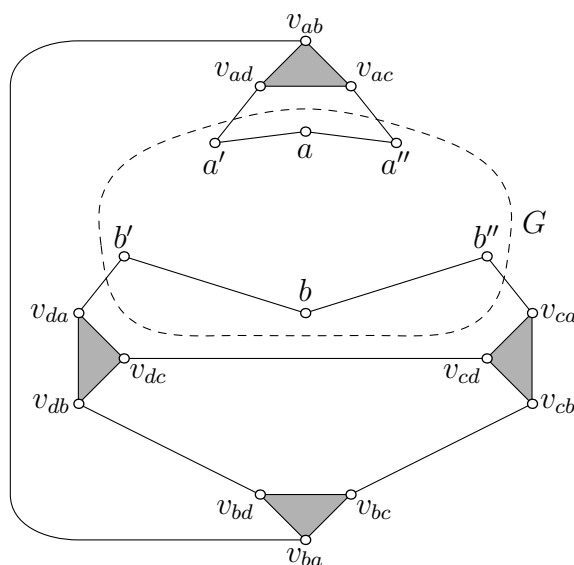 v_{ab}
v_{ad} v_{ac}
a' a a''
G
b' b b''
v_{da} v_{ca}
v_{dc} v_{cd}
v_{db} v_{cb}
v_{bd} v_{bc}
v_{ba}